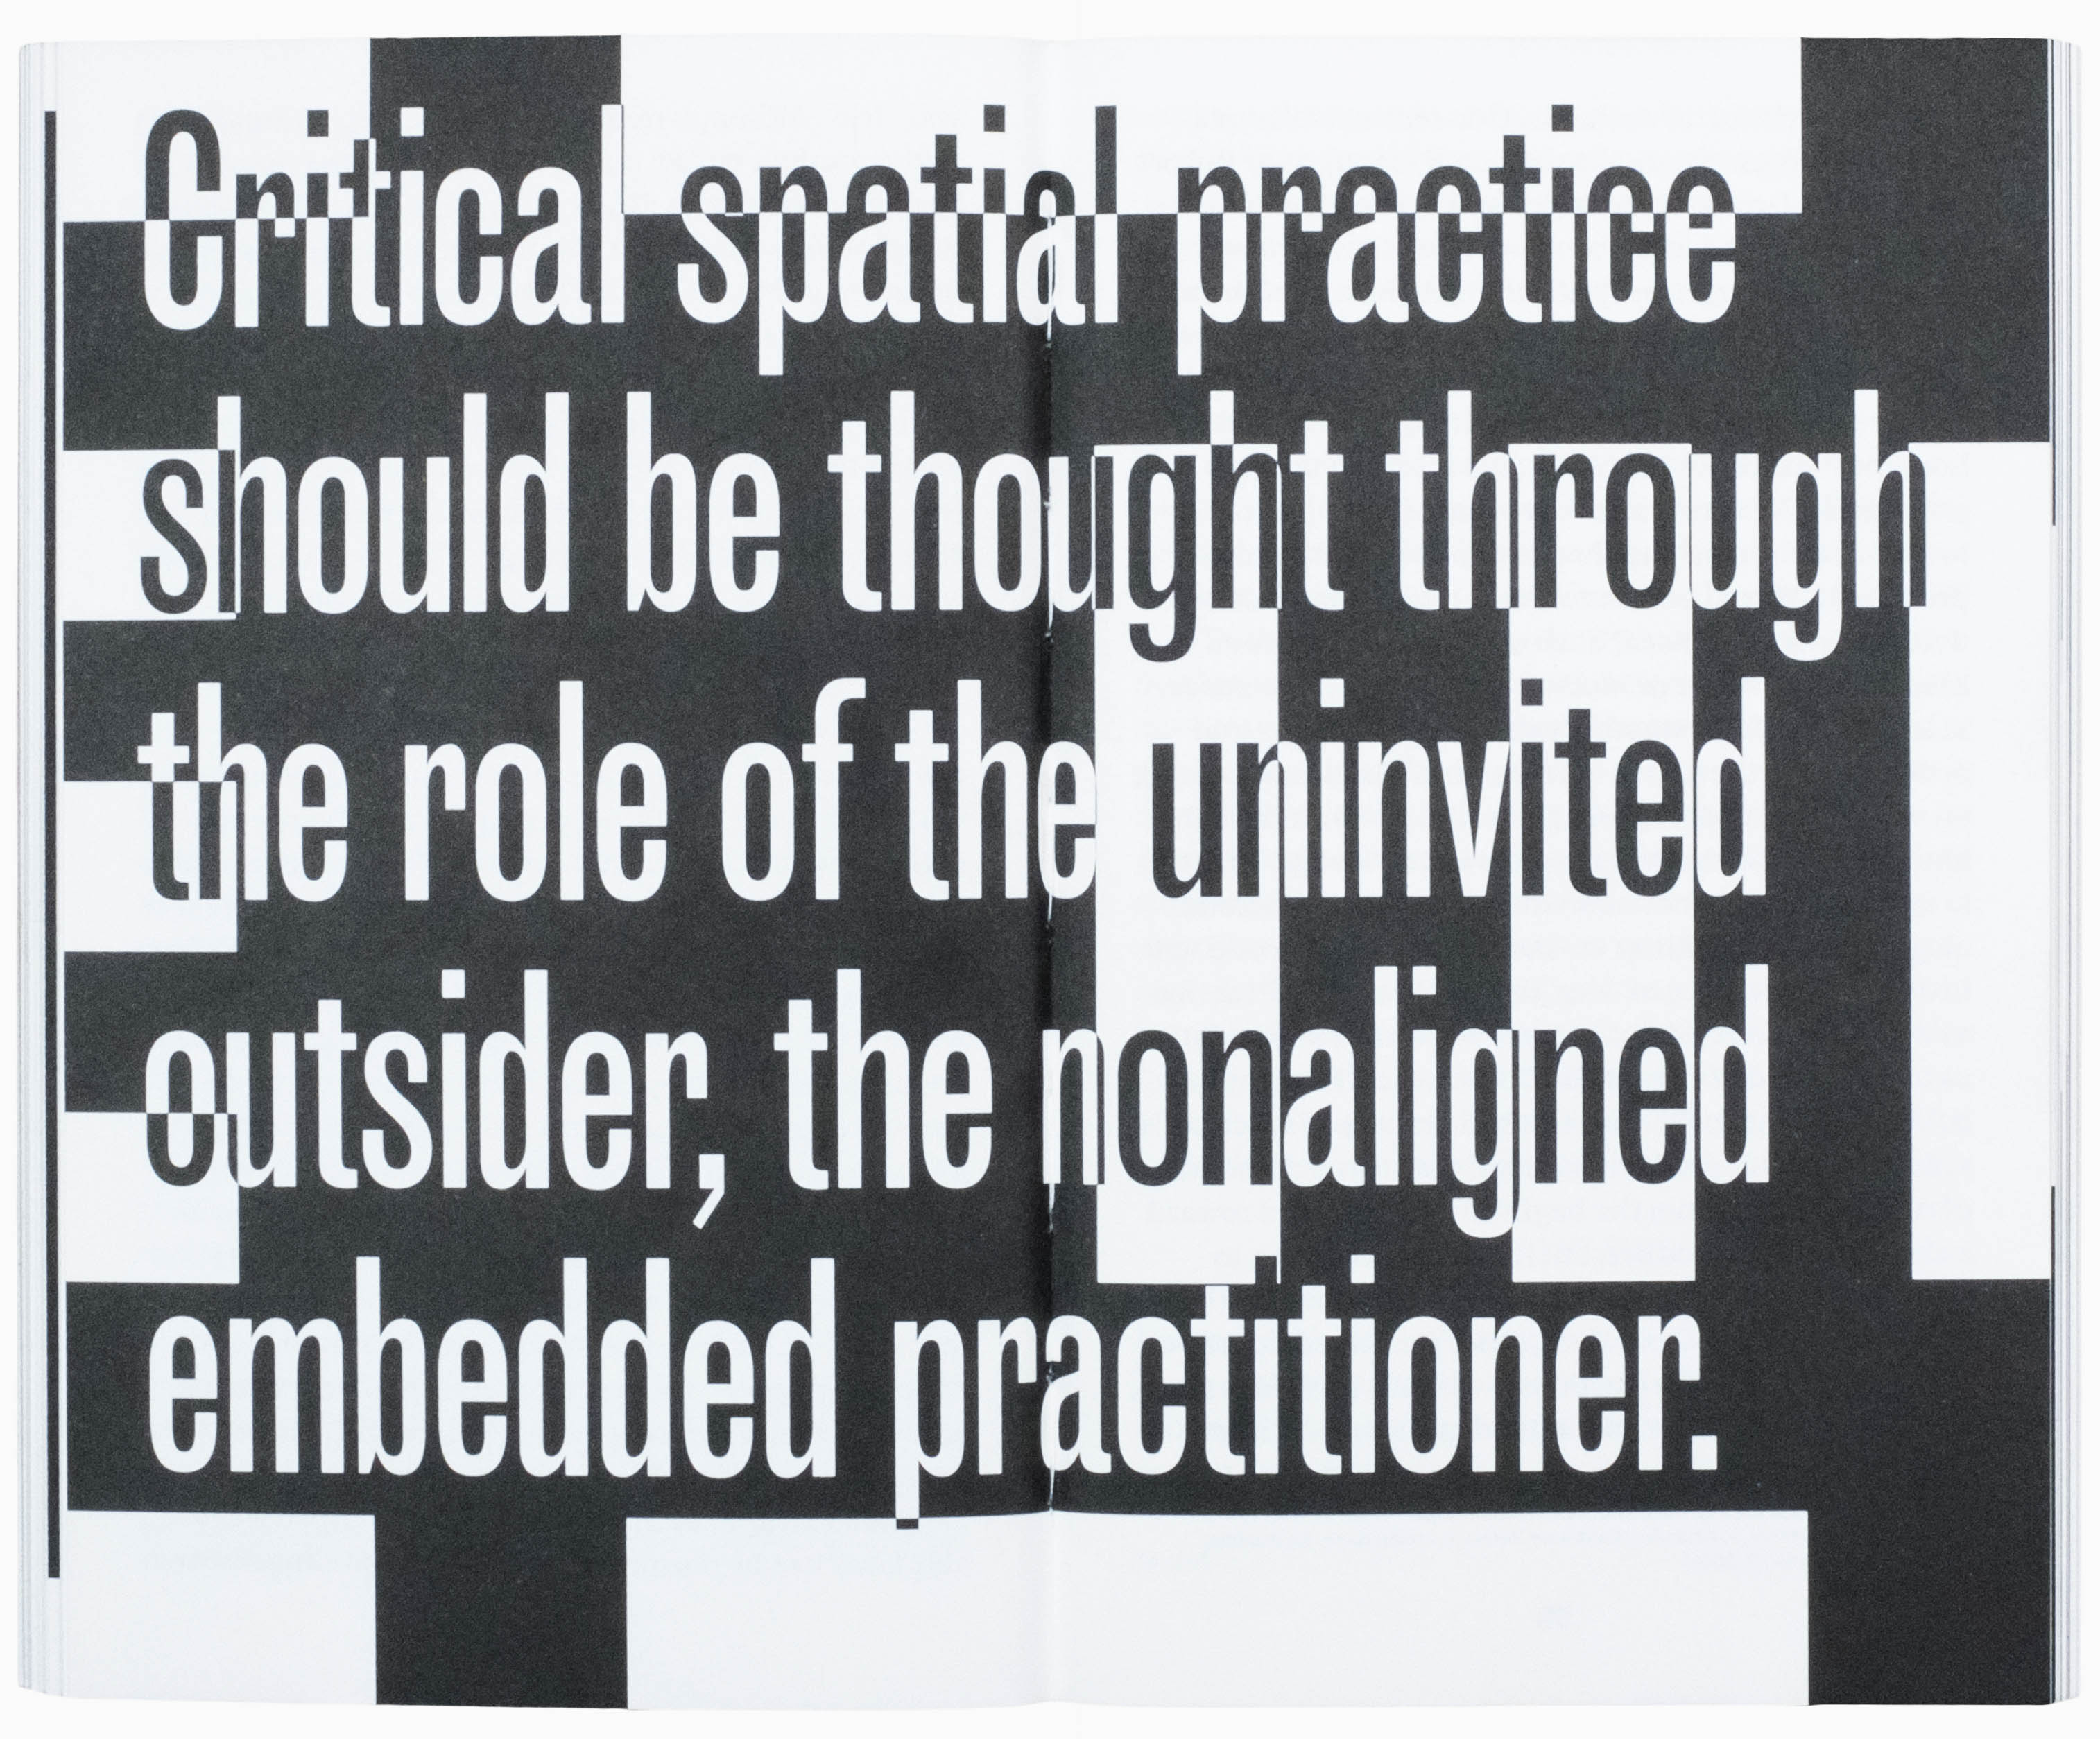 Critical spatial practice
should be thought through
the role of the uninvited
outsider, the nonaligned
embedded practitioner.